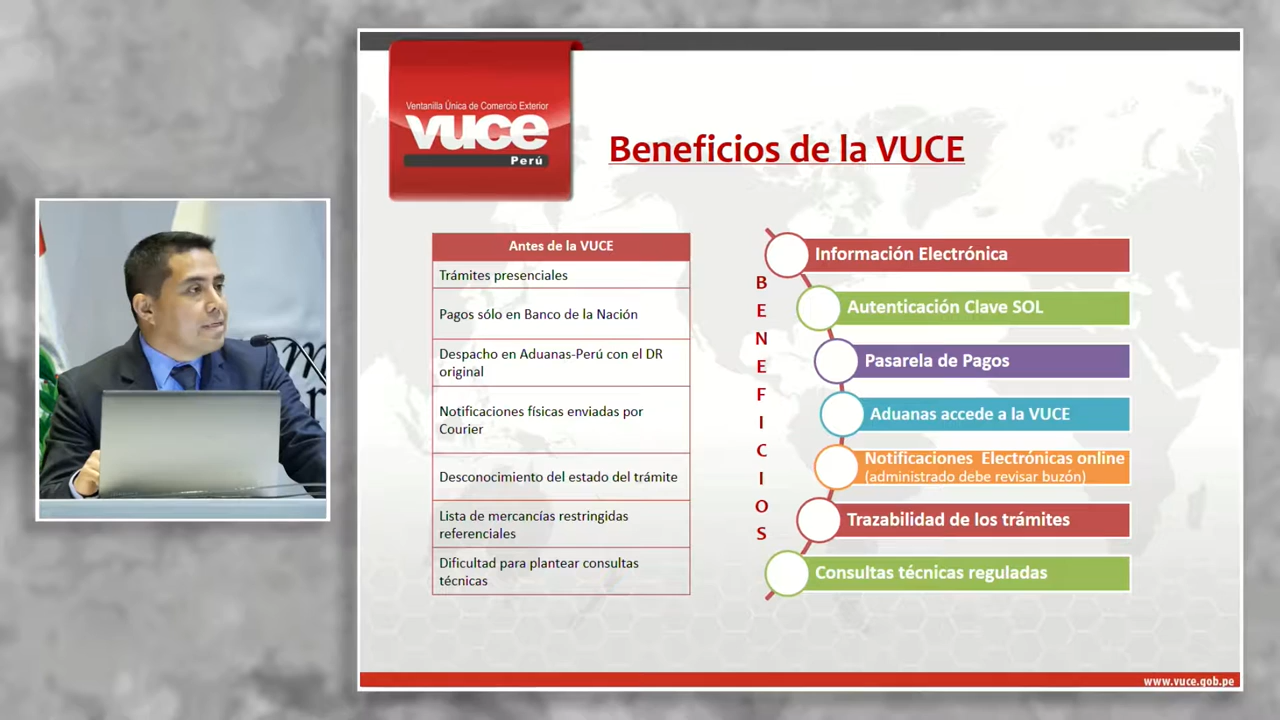 Ventanilla Única de Comercio Exterior
vuce
Perú
Beneficios de la VUCE
Antes de la VUCE
Trámites presenciales
Pagos sólo en Banco de la Nación
Despacho en Aduanas-Perú con el DR
original
Notificaciones físicas enviadas por
Courier
Desconocimiento del estado del trámite
Lista de mercancías restringidas
referenciales
Dificultad para plantear consultas
técnicas
BENEFICIOS
Información Electrónica
Autenticación Clave SOL
Pasarela de Pagos
Aduanas accede a la VUCE
Notificaciones Electrónicas online
(administrado debe revisar buzón)
Trazabilidad de los trámites
Consultas técnicas reguladas
www.vuce.gob.pe